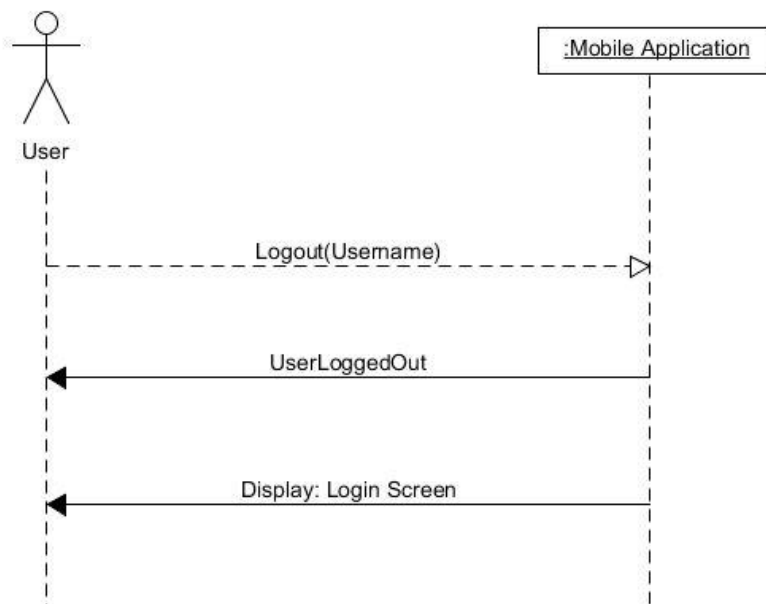 :Mobile Application
User
Logout(Username)
UserLoggedOut
Display: Login Screen